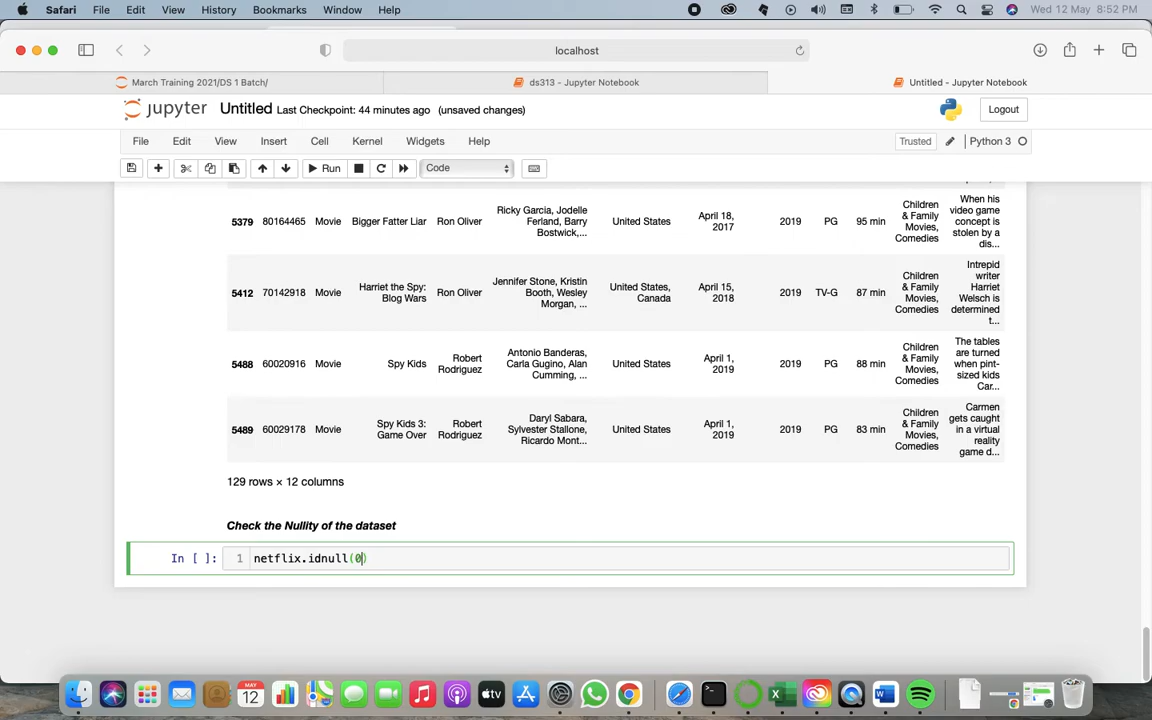 Safari File Edit View History Bookmarks Window Help Wed 12 May 8:52 PM
localhost
March Training 2021/DS 1 Batch/ ds313 - Jupyter Notebook Untitled - Jupyter Notebook
jupyter Untitled Last Checkpoint: 44 minutes ago (unsaved changes) Logout
File Edit View Insert Cell Kernel Widgets Help Trusted Python 3
Run Code
5379 80164465 Movie Bigger Fatter Liar Ron Oliver Ricky Garcia, Jodelle Ferland, Barry Bostwick,... United States April 18, 2017 2019 PG 95 min Children & Family Movies, Comedies When his video game concept is stolen by a dis...
5412 70142918 Movie Harriet the Spy: Blog Wars Ron Oliver Jennifer Stone, Kristin Booth, Wesley Morgan, ... United States, Canada April 15, 2018 2019 TV-G 87 min Children & Family Movies, Comedies Intrepid writer Harriet Welsch is determined t...
5488 60020916 Movie Spy Kids Robert Rodriguez Antonio Banderas, Carla Gugino, Alan Cumming, ... United States April 1, 2019 2019 PG 88 min Children & Family Movies, Comedies The tables are turned when pint-sized kids Car...
5489 60029178 Movie Spy Kids 3: Game Over Robert Rodriguez Daryl Sabara, Sylvester Stallone, Ricardo Mont... United States April 1, 2019 2019 PG 83 min Children & Family Movies, Comedies Carmen gets caught in a virtual reality game d...
129 rows × 12 columns
Check the Nullity of the dataset
In [ ]: 1 netflix.idnull(0)
MAY 12 tv